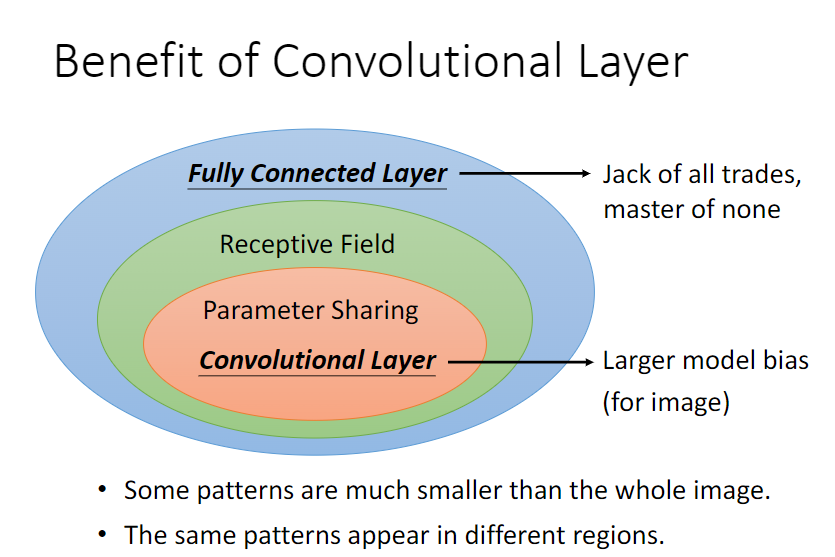 Benefit of Convolutional Layer
Fully Connected Layer
Jack of all trades,
master of none
Receptive Field
Parameter Sharing
Convolutional Layer
Larger model bias
(for image)
• Some patterns are much smaller than the whole image.
• The same patterns appear in different regions.